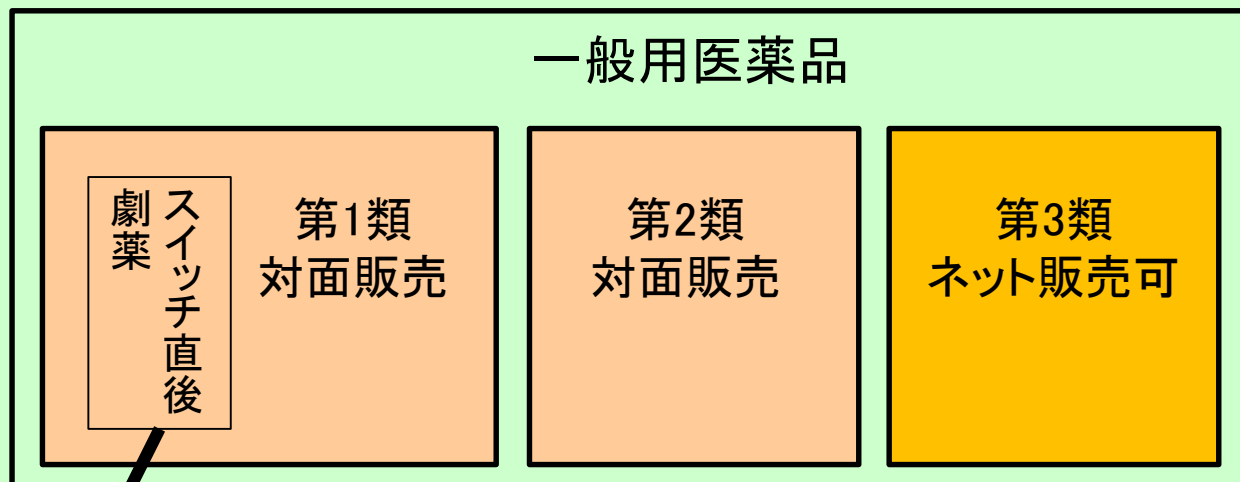 一般用医薬品
スイッチ直後
劇薬
第1類
対面販売
第2類
対面販売
第3類
ネット販売可